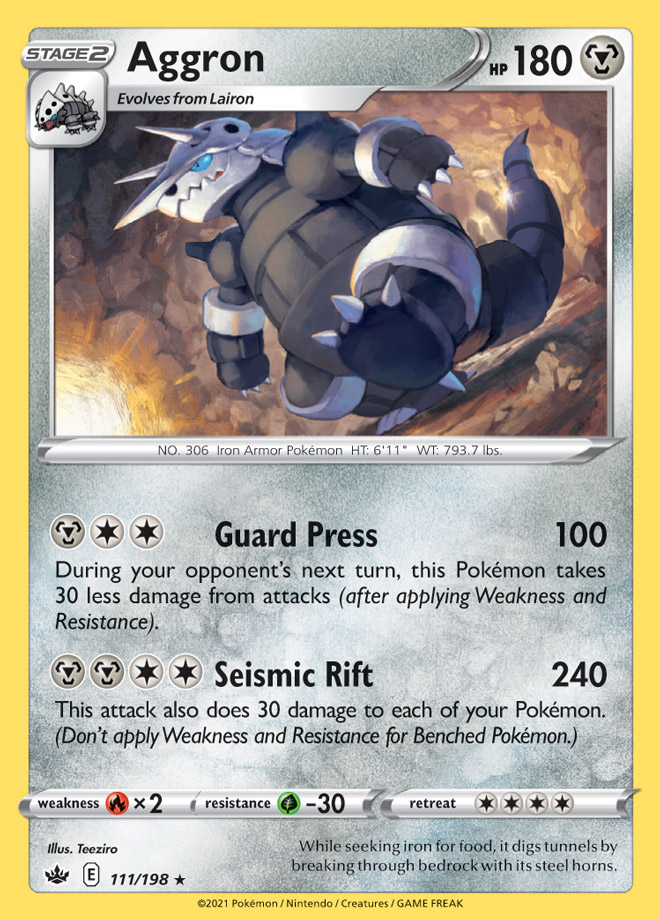 STAGE2
Aggron
HP 180
Evolves from Lairon
NO. 306 Iron Armor Pokémon HT: 6'11" WT: 793.7 lbs.
Guard Press 100
During your opponent's next turn, this Pokémon takes
30 less damage from attacks (after applying Weakness and
Resistance).
Seismic Rift 240
This attack also does 30 damage to each of your Pokémon.
(Don't apply Weakness and Resistance for Benched Pokémon.)
weakness ×2 resistance -30 retreat
Illus. Teeziro
While seeking iron for food, it digs tunnels by
breaking through bedrock with its steel horns.
E 111/198 ★
©2021 Pokémon / Nintendo / Creatures / GAME FREAK